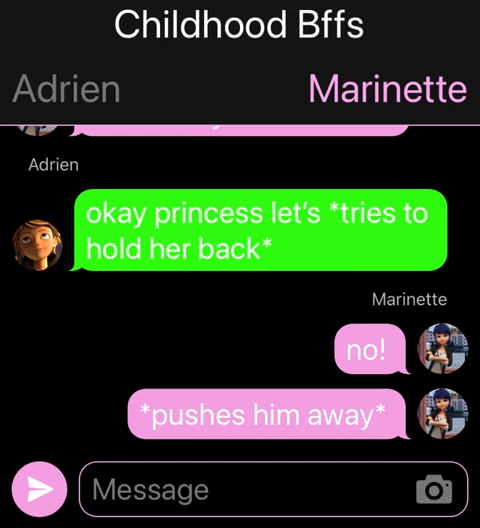 Childhood Bffs
Adrien
Marinette
Adrien
okay princess let's *tries to
hold her back*
Marinette
no!
*pushes him away*
Message